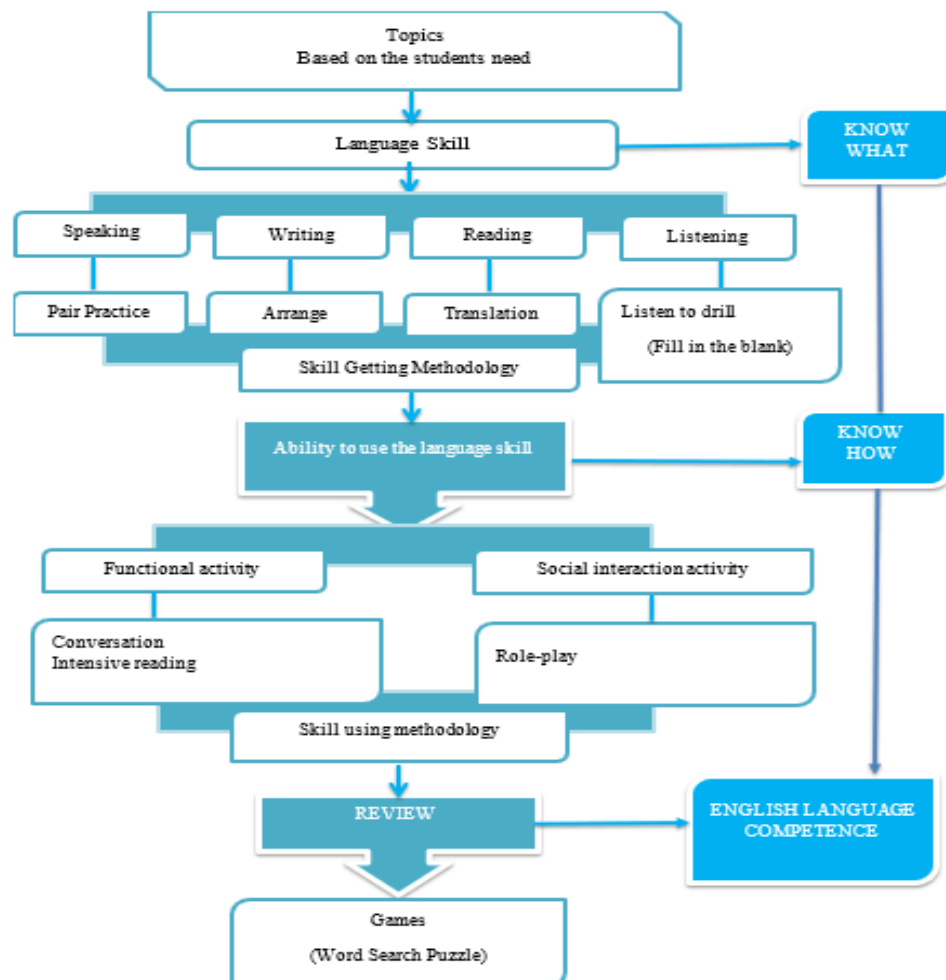 Topics
Based on the students need
Language Skill
KNOW
WHAT
Speaking
Writing
Reading
Listening
Pair Practice
Arrange
Translation
Listen to drill
(Fill in the blank)
Skill Getting Methodology
Ability to use the language skill
KNOW
HOW
Functional activity
Social interaction activity
Conversation
Intensive reading
Role-play
Skill using methodology
REVIEW
ENGLISH LANGUAGE
COMPETENCE
Games
(Word Search Puzzle)